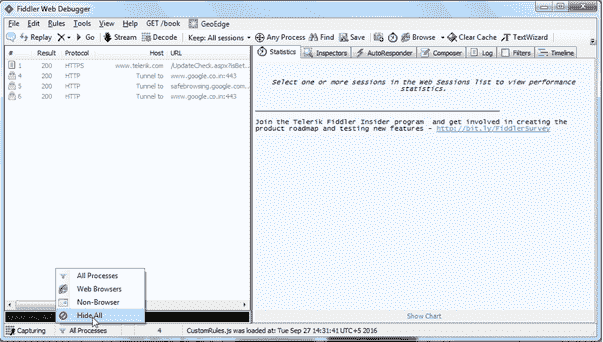 Fiddler Web Debugger
File Edit Rules Tools View Help GET /book GeoEdge
Replay Go Stream Decode Keep: All sessions Any Process Find Save Browse Clear Cache TextWizard
# Result Protocol Host URL
1 200 HTTPS www.telerik.com /UpdateCheck.aspx?isBet...
4 200 HTTP Tunnel to www.google.co.in:443
5 200 HTTP Tunnel to safebrowsing.google.com...
6 200 HTTP Tunnel to www.google.co.in:443
Statistics Inspectors AutoResponder Composer Log Filters Timeline
Select one or more sessions in the Web Sessions list to view performance
statistics.
Join the Telerik Fiddler Insider program and get involved in creating the
product roadmap and testing new features - http://bit.ly/FiddlerSurvey
All Processes
Web Browsers
Non-Browser
Hide All
Show Chart
Capturing All Processes 4 CustomRules.js was loaded at: Tue Sep 27 14:31:41 UTC+5 2016